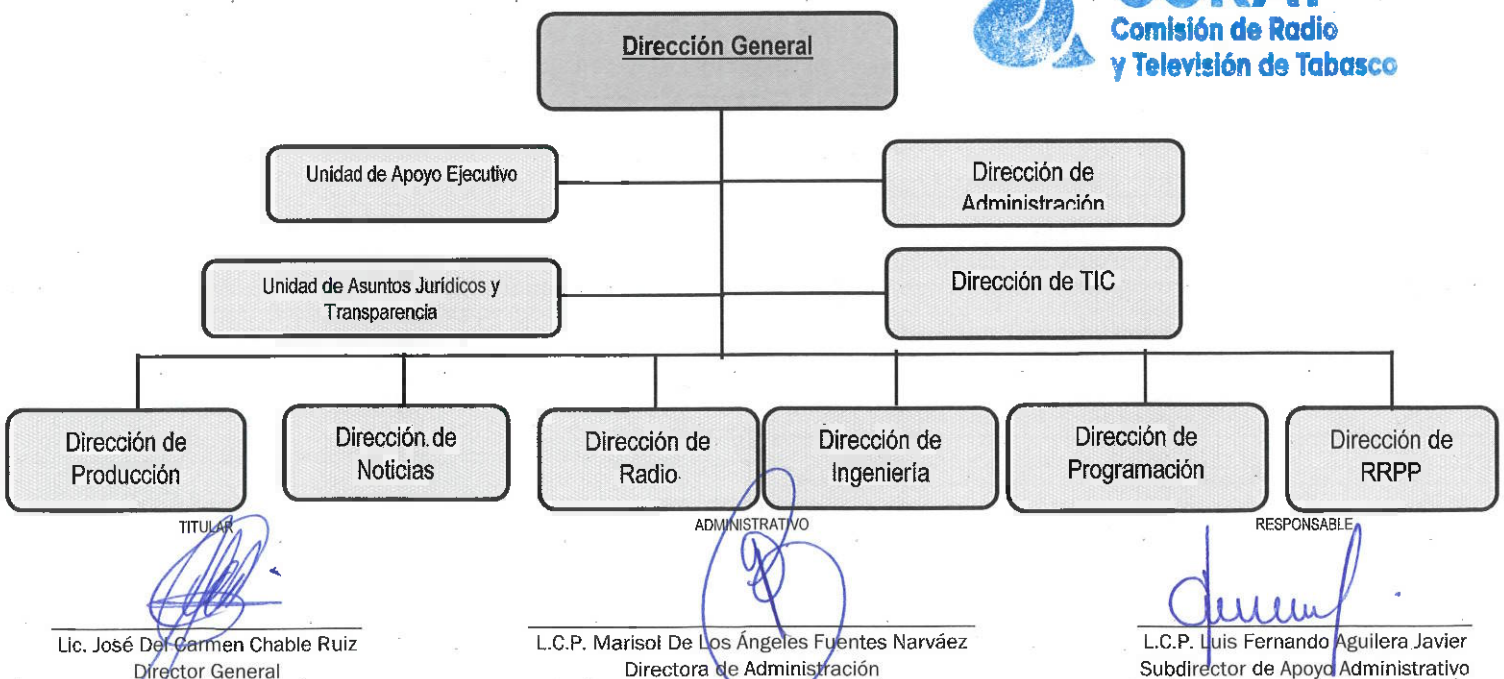 Comisión de Radio
y Televisión de Tabasco
Dirección General
Unidad de Apoyo Ejecutivo
Dirección de
Administración
Unidad de Asuntos Jurídicos y
Transparencia
Dirección de TIC
Dirección de
Producción
Dirección de
Noticias
Dirección de
Radio
Dirección de
Ingeniería
Dirección de
Programación
Dirección de
RRPP
TITULAR
ADMINISTRATIVO
RESPONSABLE
Lic. José Del Carmen Chable Ruiz
Director General
L.C.P. Marisol De Los Ángeles Fuentes Narváez
Directora de Administración
L.C.P. Luis Fernando Aguilera Javier
Subdirector de Apoyo Administrativo